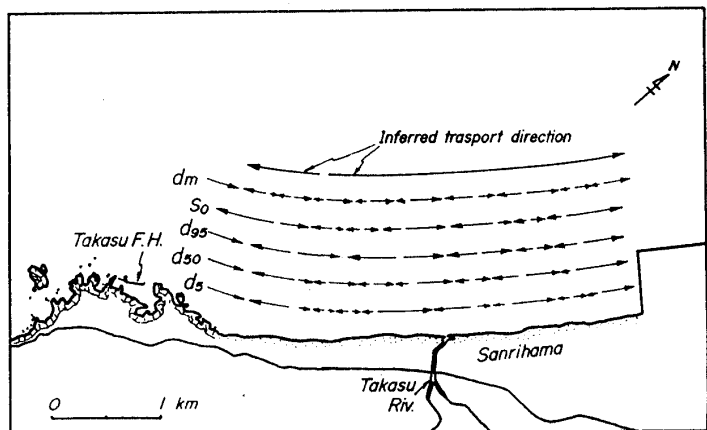 N
Inferred trasport direction
dm
So
d95
d50
d5
Takasu F.H.
Sanrihama
Takasu
Riv.
0 1 km